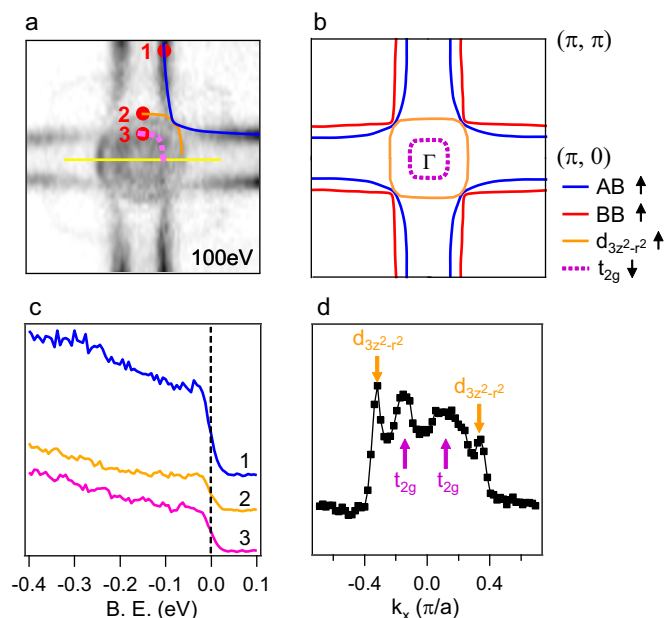 a
1
2
3
100eV
b
(π, π)
Γ
(π, 0)
AB ↑
BB ↑
d3z²-r² ↑
t2g ↓
c
1
2
3
-0.4 -0.3 -0.2 -0.1 0.0 0.1
B. E. (eV)
d
d3z²-r²
d3z²-r²
t2g
t2g
-0.4 0.0 0.4
kx (π/a)